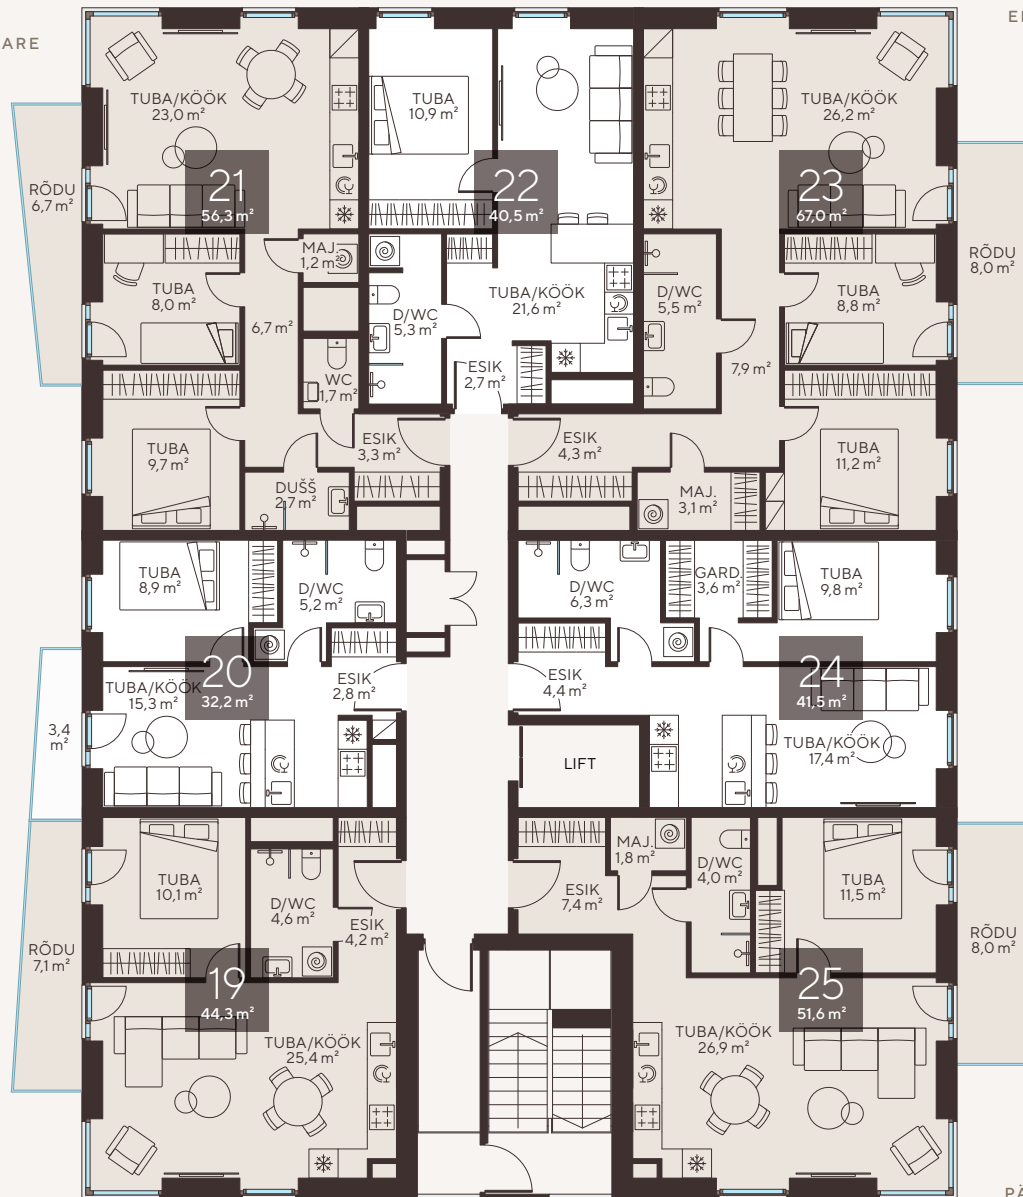 ARE
TUBA/KÖÖK
23,0 m²
21
56,3 m²
RÕDU
6,7 m²
MAJ.
1,2 m²
TUBA
8,0 m²
6,7 m²
WC
1,7 m²
TUBA
9,7 m²
ESIK
3,3 m²
DUŠŠ
2,7 m²
TUBA
10,9 m²
22
40,5 m²
TUBA/KÖÖK
21,6 m²
D/WC
5,3 m²
ESIK
2,7 m²
TUBA/KÖÖK
26,2 m²
23
67,0 m²
RÕDU
8,0 m²
D/WC
5,5 m²
TUBA
8,8 m²
7,9 m²
ESIK
4,3 m²
TUBA
11,2 m²
MAJ.
3,1 m²
TUBA
8,9 m²
D/WC
5,2 m²
20
32,2 m²
TUBA/KÖÖK
15,3 m²
ESIK
2,8 m²
3,4
m²
D/WC
6,3 m²
GARD.
3,6 m²
TUBA
9,8 m²
24
41,5 m²
ESIK
4,4 m²
TUBA/KÖÖK
17,4 m²
LIFT
TUBA
10,1 m²
D/WC
4,6 m²
ESIK
4,2 m²
RÕDU
7,1 m²
19
44,3 m²
TUBA/KÖÖK
25,4 m²
MAJ.
1,8 m²
D/WC
4,0 m²
ESIK
7,4 m²
TUBA
11,5 m²
RÕDU
8,0 m²
25
51,6 m²
TUBA/KÖÖK
26,9 m²